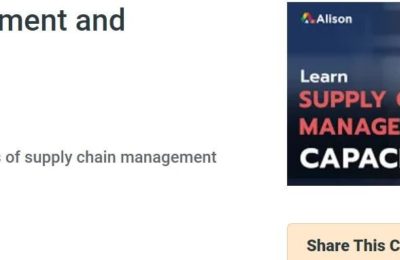 ment and
Alison
Learn
SUPPLY
MANAGE
CAPAC
s of supply chain management
Share This C